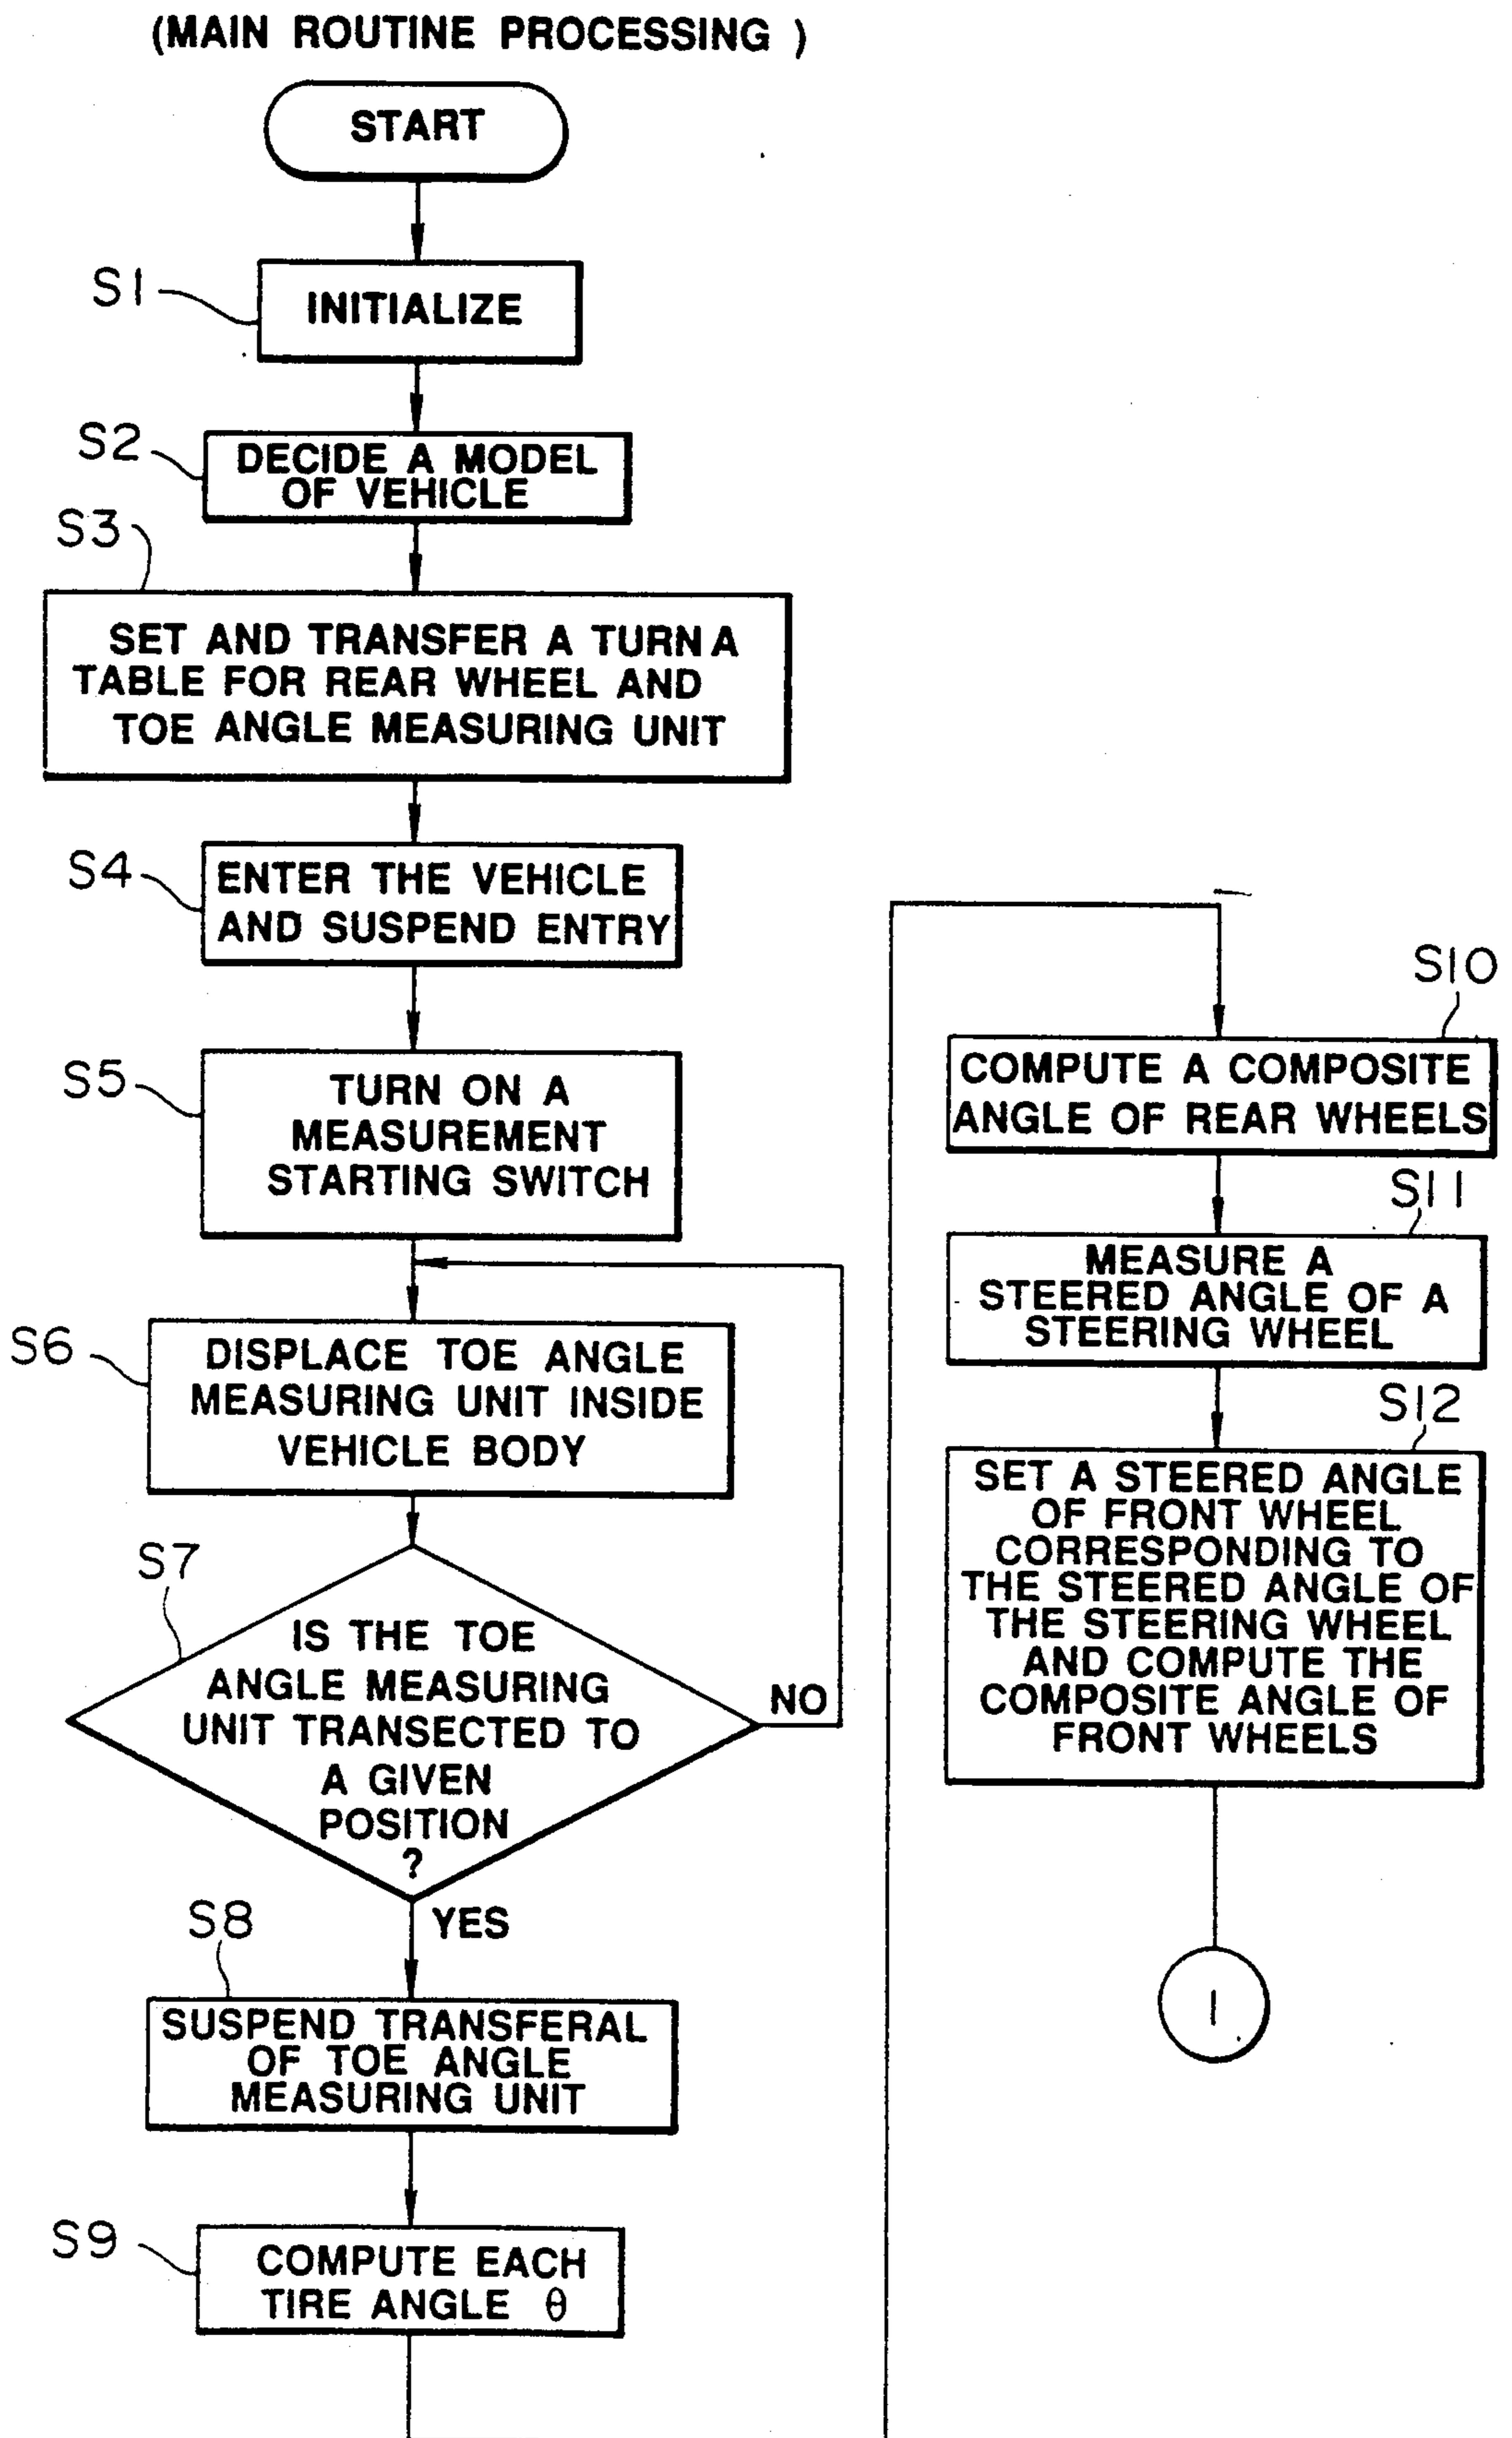 (MAIN ROUTINE PROCESSING )
START
S1
INITIALIZE
S2
DECIDE A MODEL
OF VEHICLE
S3
SET AND TRANSFER A TURN A
TABLE FOR REAR WHEEL AND
TOE ANGLE MEASURING UNIT
S4
ENTER THE VEHICLE
AND SUSPEND ENTRY
S5
TURN ON A
MEASUREMENT
STARTING SWITCH
S6
DISPLACE TOE ANGLE
MEASURING UNIT INSIDE
VEHICLE BODY
S7
IS THE TOE
ANGLE MEASURING
UNIT TRANSECTED TO
A GIVEN
POSITION
?
NO
YES
S8
SUSPEND TRANSFERAL
OF TOE ANGLE
MEASURING UNIT
S9
COMPUTE EACH
TIRE ANGLE θ
S10
COMPUTE A COMPOSITE
ANGLE OF REAR WHEELS
S11
MEASURE A
STEERED ANGLE OF A
STEERING WHEEL
S12
SET A STEERED ANGLE
OF FRONT WHEEL
CORRESPONDING TO
THE STEERED ANGLE OF
THE STEERING WHEEL
AND COMPUTE THE
COMPOSITE ANGLE OF
FRONT WHEELS
1